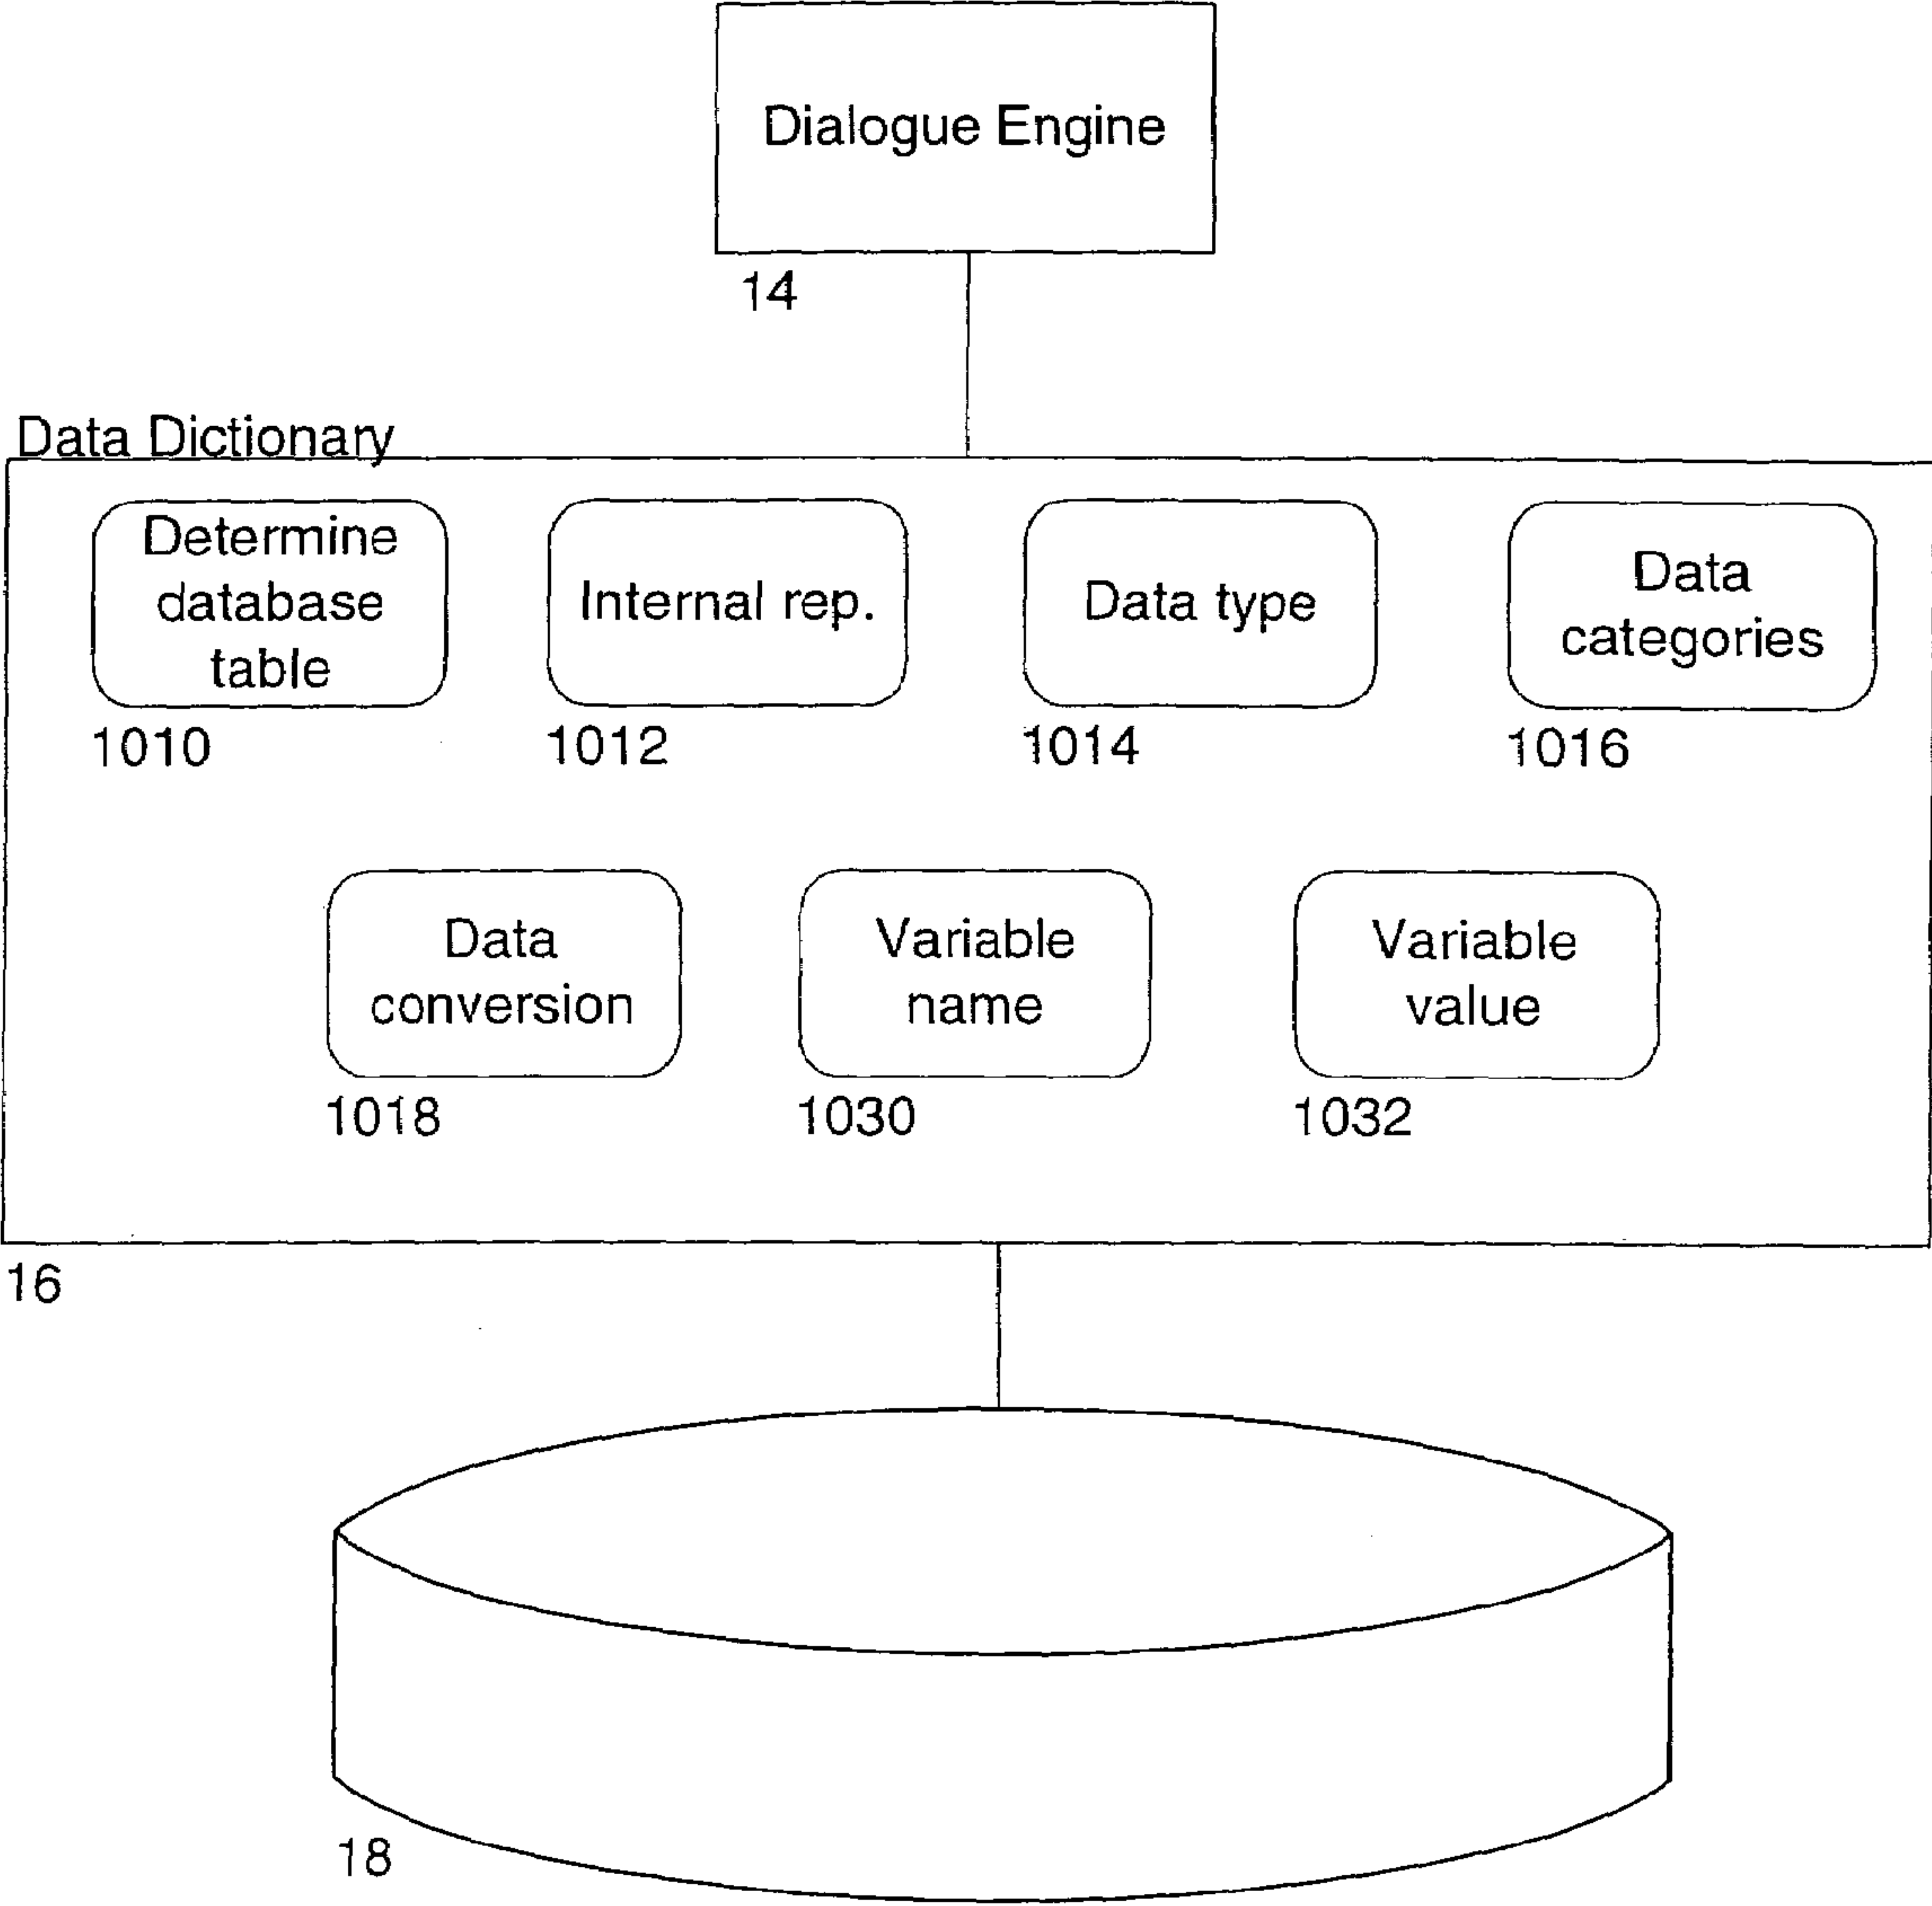 Dialogue Engine
14
Data Dictionary
Determine
database
table
Internal rep.
Data type
Data
categories
1010
1012
1014
1016
Data
conversion
Variable
name
Variable
value
1018
1030
1032
16
18